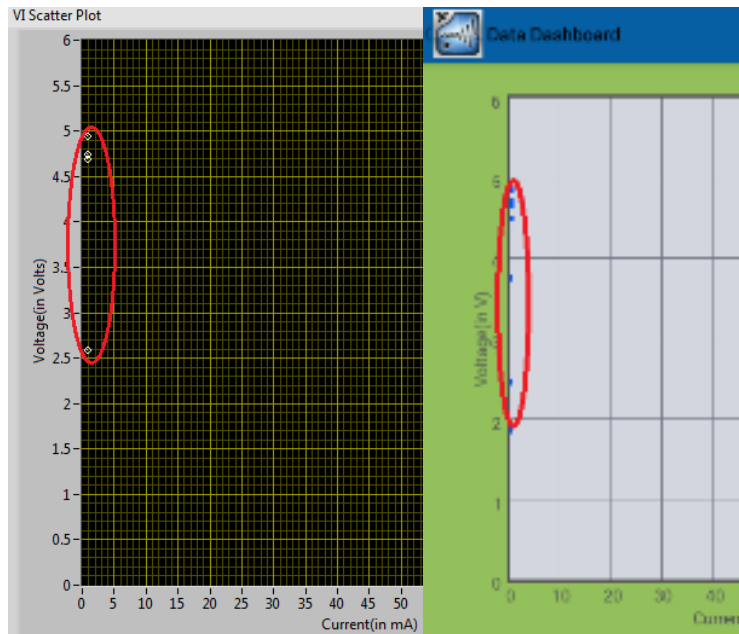 VI Scatter Plot
6
5.5
5
4.5
4
3.5
3
2.5
2
1.5
1
0.5
0
Voltage(in Volts)
0 5 10 15 20 25 30 35 40 45 50
Current(in mA)
Data Dashboard
6
5
4
2
1
0
Voltage(in V)
0 10 20 30 40